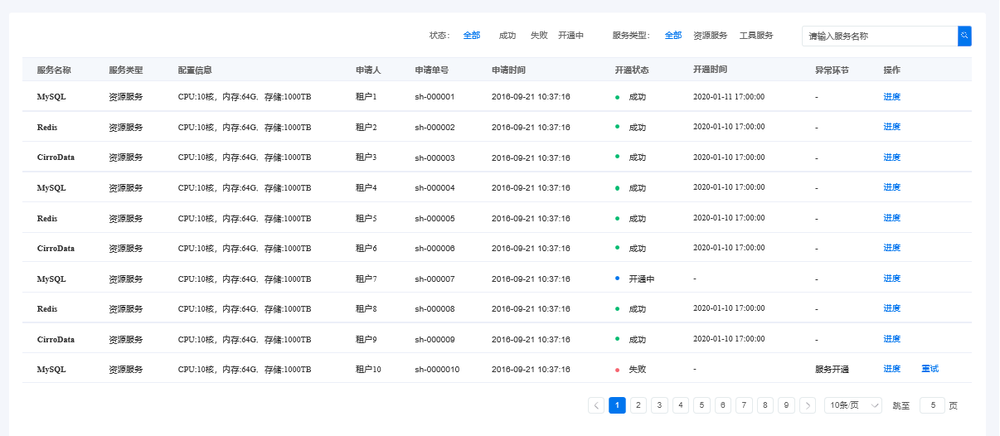 状态: 全部 成功 失败 开通中 服务类型: 全部 资源服务 工具服务 请输入服务名称
服务名称 服务类型 配置信息 申请人 申请单号 申请时间 开通状态 开通时间 异常环节 操作
MySQL 资源服务 CPU:10核，内存:64G，存储:1000TB 租户1 sh-000001 2016-09-21 10:37:16 成功 2020-01-11 17:00:00 - 进度
Redis 资源服务 CPU:10核，内存:64G，存储:1000TB 租户2 sh-000002 2016-09-21 10:37:16 成功 2020-01-10 17:00:00 - 进度
CirroData 资源服务 CPU:10核，内存:64G，存储:1000TB 租户3 sh-000003 2016-09-21 10:37:16 成功 2020-01-10 17:00:00 - 进度
MySQL 资源服务 CPU:10核，内存:64G，存储:1000TB 租户4 sh-000004 2016-09-21 10:37:16 成功 2020-01-10 17:00:00 - 进度
Redis 资源服务 CPU:10核，内存:64G，存储:1000TB 租户5 sh-000005 2016-09-21 10:37:16 成功 2020-01-10 17:00:00 - 进度
CirroData 资源服务 CPU:10核，内存:64G，存储:1000TB 租户6 sh-000006 2016-09-21 10:37:16 成功 2020-01-10 17:00:00 - 进度
MySQL 资源服务 CPU:10核，内存:64G，存储:1000TB 租户7 sh-000007 2016-09-21 10:37:16 开通中 - - 进度
Redis 资源服务 CPU:10核，内存:64G，存储:1000TB 租户8 sh-000008 2016-09-21 10:37:16 成功 2020-01-10 17:00:00 - 进度
CirroData 资源服务 CPU:10核，内存:64G，存储:1000TB 租户9 sh-000009 2016-09-21 10:37:16 成功 2020-01-10 17:00:00 - 进度
MySQL 资源服务 CPU:10核，内存:64G，存储:1000TB 租户10 sh-0000010 2016-09-21 10:37:16 失败 - 服务开通 进度 重试
1 2 3 4 5 6 7 8 9 10条/页 跳至 5 页